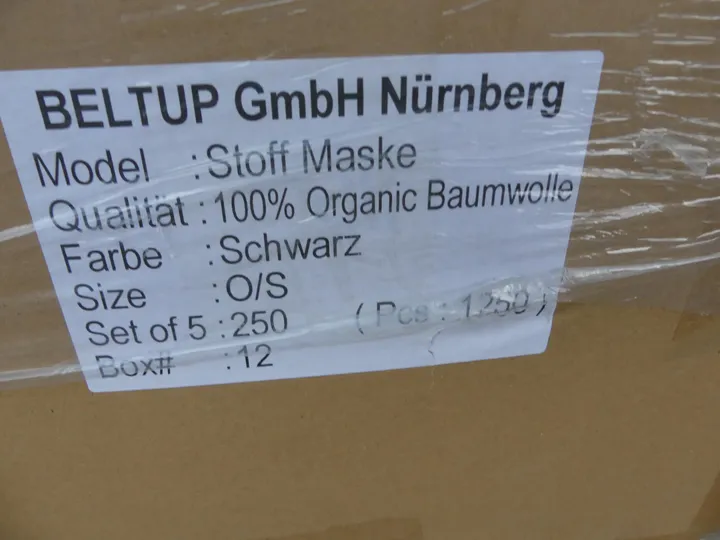 BELTUP GmbH Nürnberg
Model : Stoff Maske
Qualität : 100% Organic Baumwolle
Farbe : Schwarz
Size : O/S
Set of 5 : 250 ( Pcs : 1250 )
Box# : 12 (